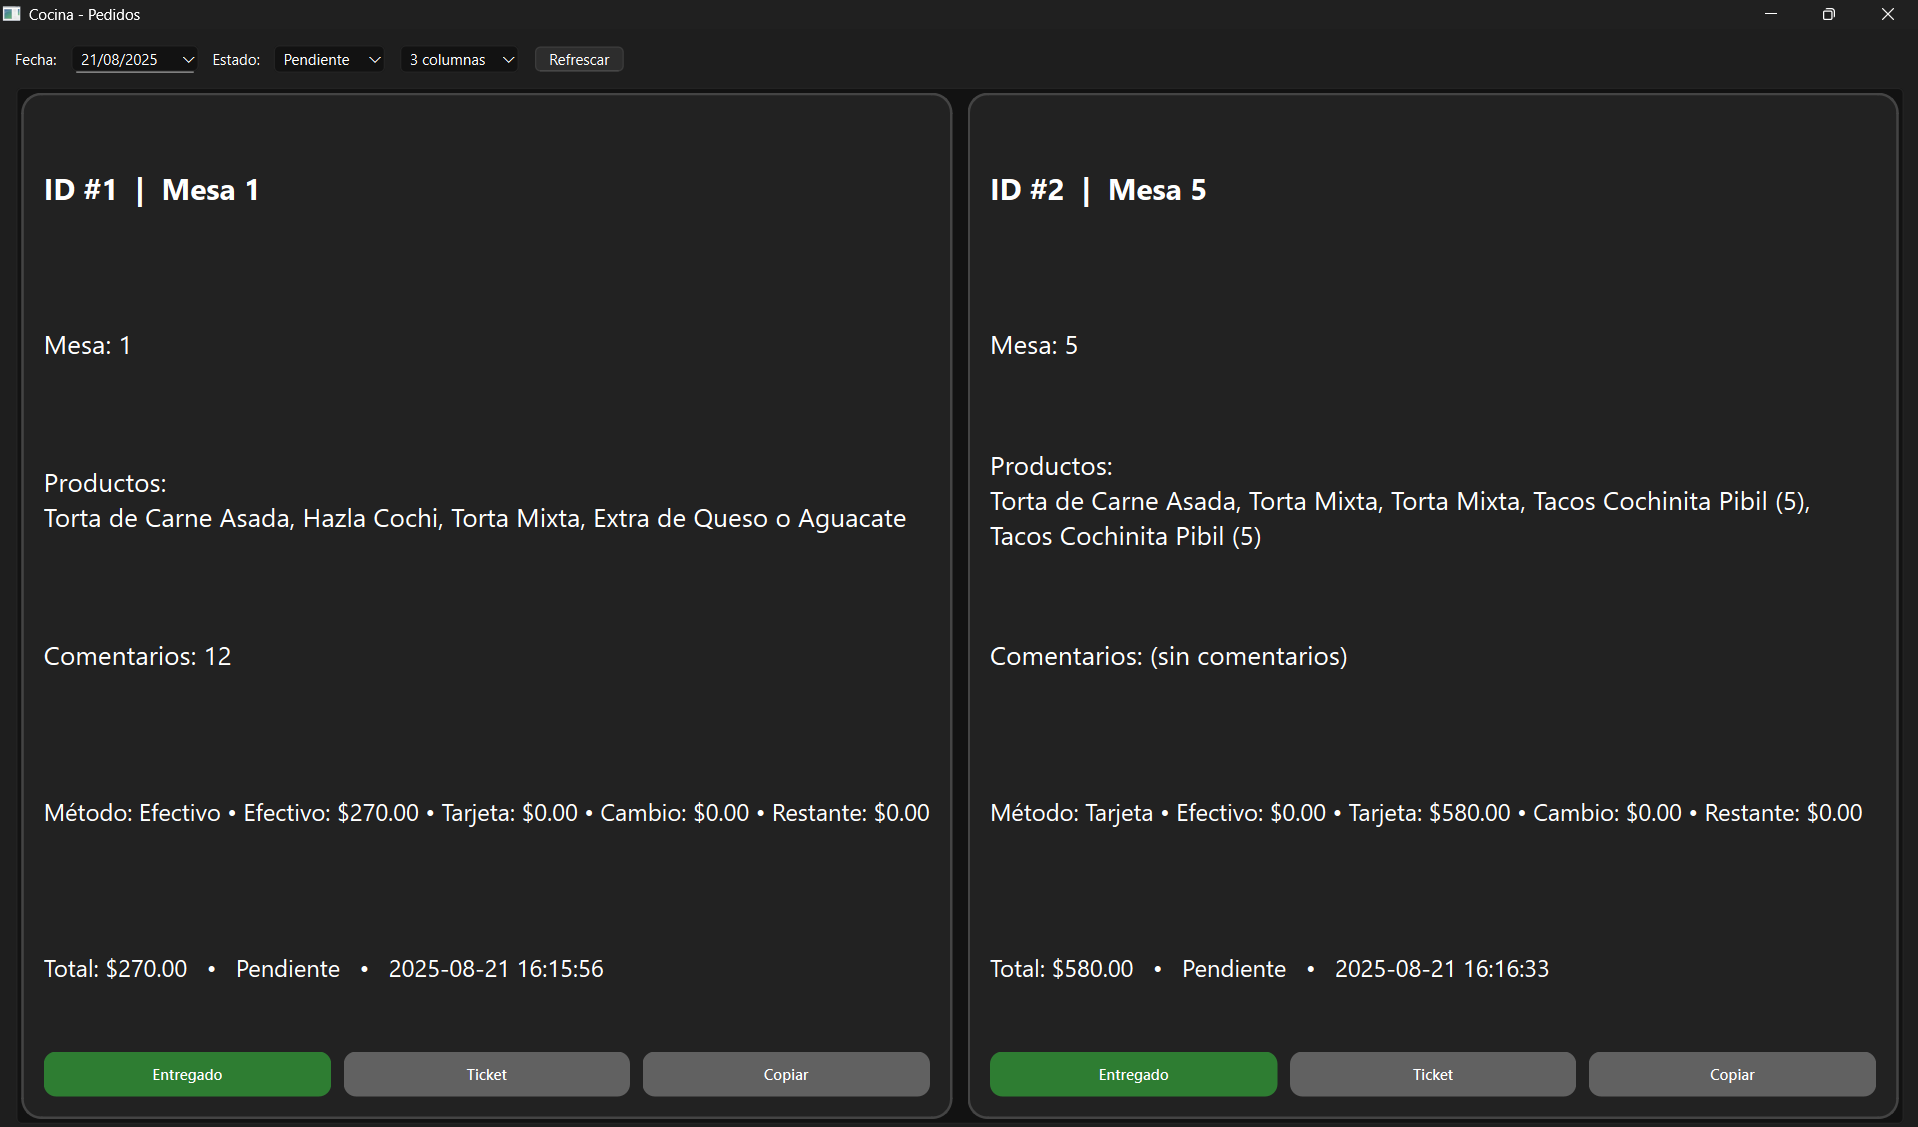 Cocina - Pedidos
Fecha: 21/08/2025 Estado: Pendiente 3 columnas Refrescar
ID #1 | Mesa 1
Mesa: 1
Productos:
Torta de Carne Asada, Hazla Cochi, Torta Mixta, Extra de Queso o Aguacate
Comentarios: 12
Método: Efectivo • Efectivo: $270.00 • Tarjeta: $0.00 • Cambio: $0.00 • Restante: $0.00
Total: $270.00 • Pendiente • 2025-08-21 16:15:56
Entregado Ticket Copiar
ID #2 | Mesa 5
Mesa: 5
Productos:
Torta de Carne Asada, Torta Mixta, Torta Mixta, Tacos Cochinita Pibil (5),
Tacos Cochinita Pibil (5)
Comentarios: (sin comentarios)
Método: Tarjeta • Efectivo: $0.00 • Tarjeta: $580.00 • Cambio: $0.00 • Restante: $0.00
Total: $580.00 • Pendiente • 2025-08-21 16:16:33
Entregado Ticket Copiar